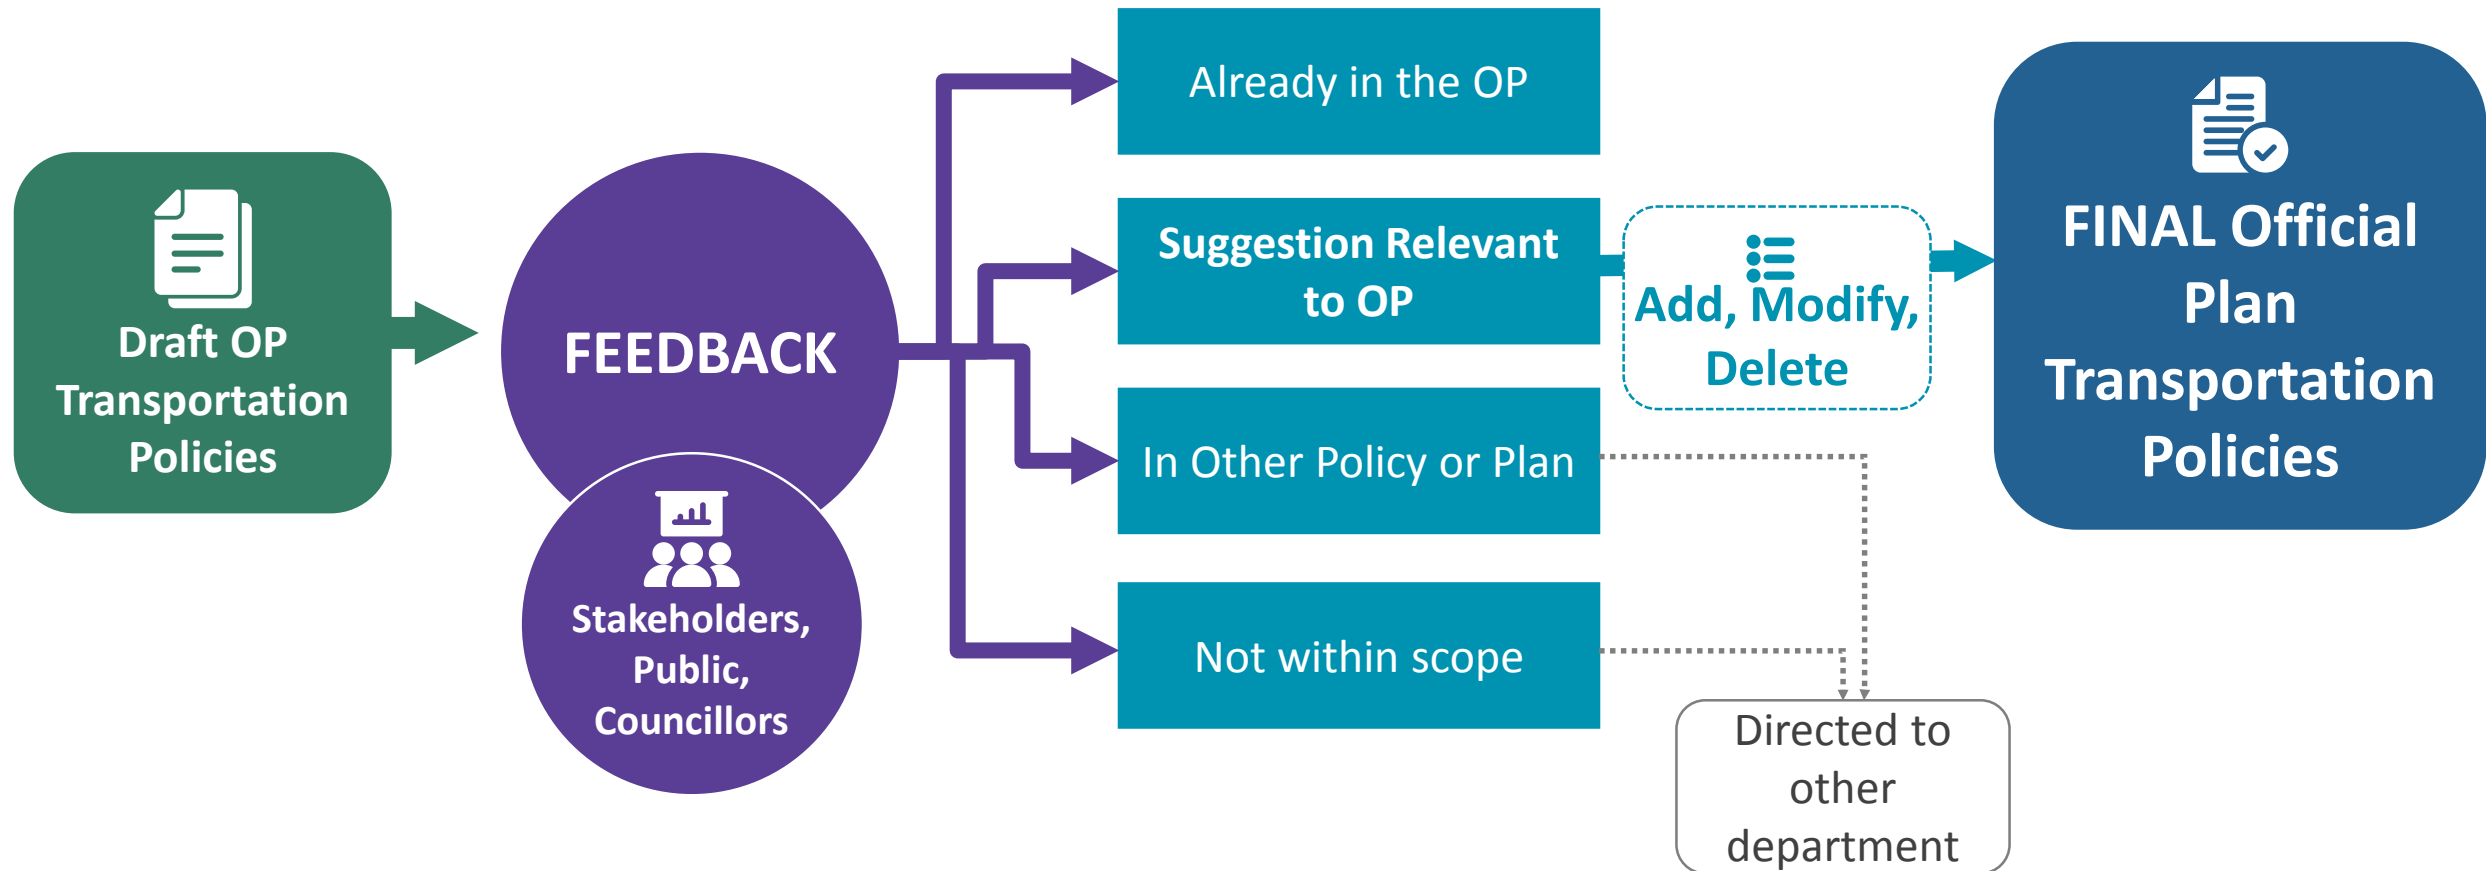 Draft OP
Transportation
Policies
FEEDBACK
Stakeholders,
Public,
Councillors
Already in the OP
Suggestion Relevant
to OP
In Other Policy or Plan
Not within scope
Add, Modify,
Delete
Directed to
other
department
FINAL Official
Plan
Transportation
Policies